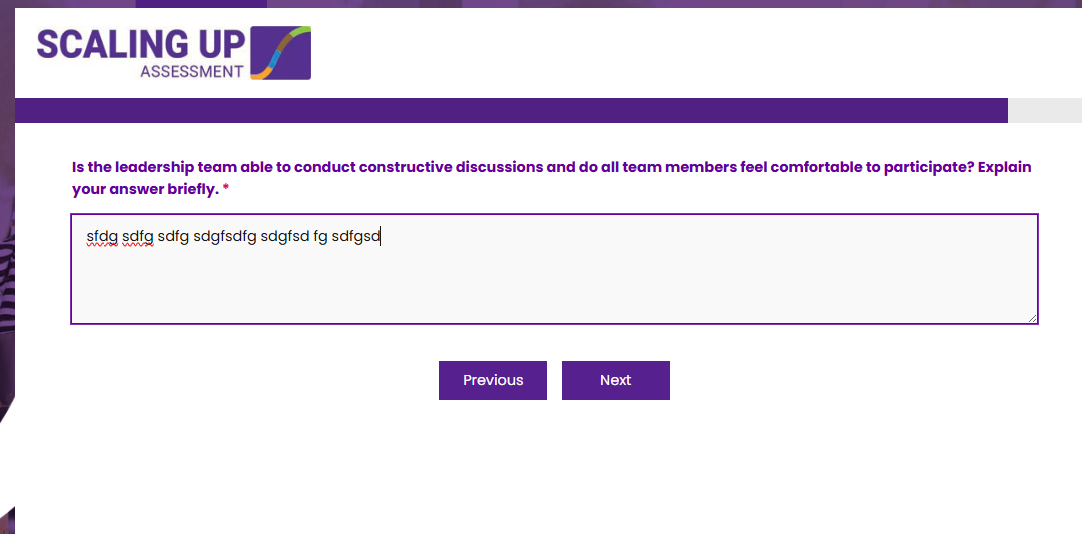 SCALING UP
ASSESSMENT
Is the leadership team able to conduct constructive discussions and do all team members feel comfortable to participate? Explain
your answer briefly. *
sfdg sdfg sdfg sdgfsdfg sdgfsd fg sdfgsd
Previous Next